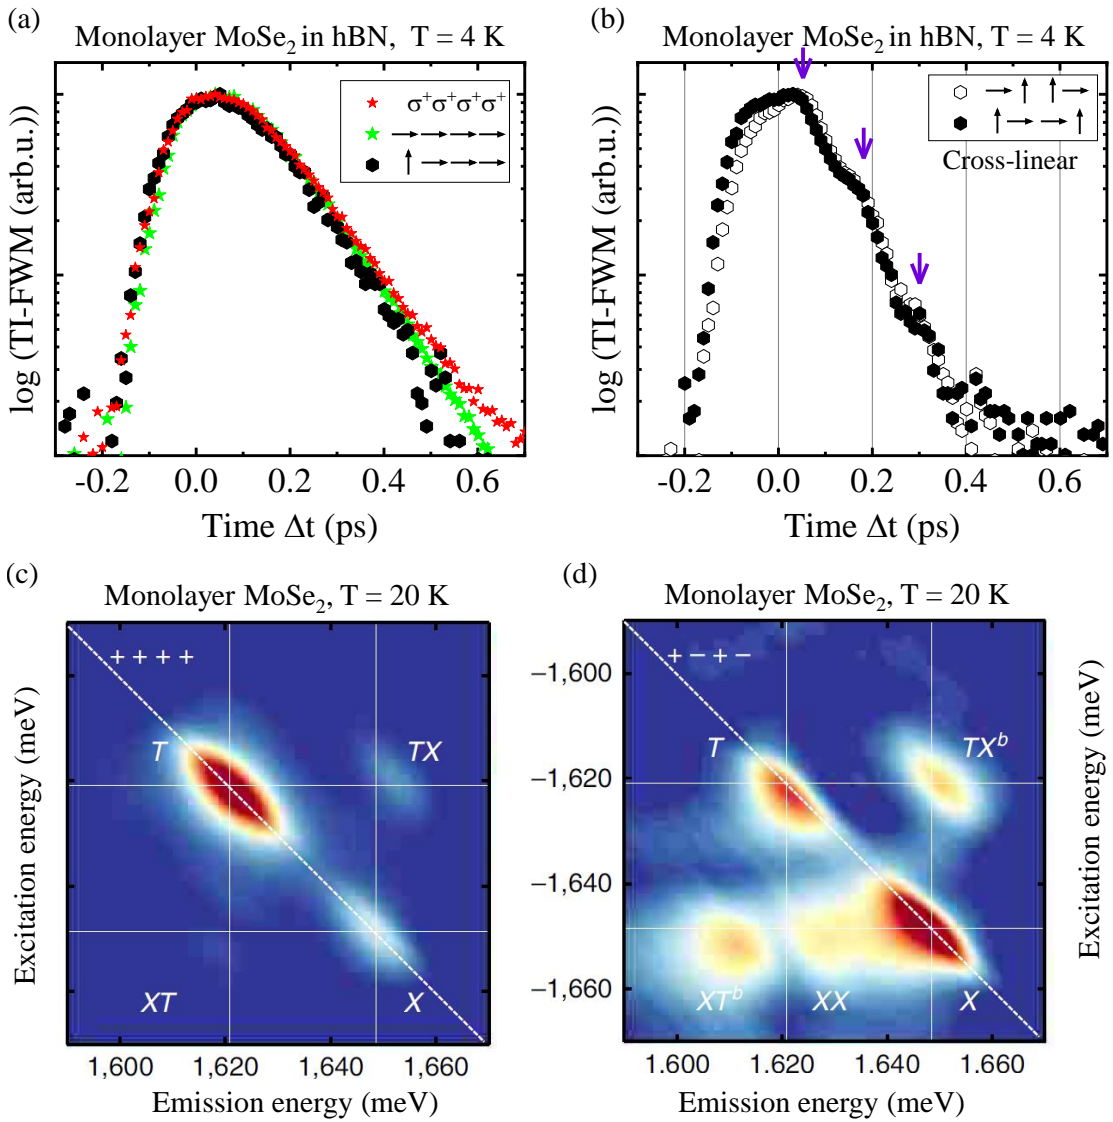 (a)
Monolayer MoSe₂ in hBN, T = 4 K
σ⁺σ⁺σ⁺σ⁺
log (TI-FWM (arb.u.))
-0.2 0.0 0.2 0.4 0.6
Time Δt (ps)
(b)
Monolayer MoSe₂ in hBN, T = 4 K
Cross-linear
log (TI-FWM (arb.u.))
-0.2 0.0 0.2 0.4 0.6
Time Δt (ps)
(c)
Monolayer MoSe₂, T = 20 K
+ + + +
T
TX
XT
X
Excitation energy (meV)
1,600 1,620 1,640 1,660
Emission energy (meV)
(d)
Monolayer MoSe₂, T = 20 K
+ − + −
T
TXᵇ
XTᵇ
XX
X
−1,600
−1,620
−1,640
−1,660
Excitation energy (meV)
1.600 1.620 1.640 1.660
Emission energy (meV)